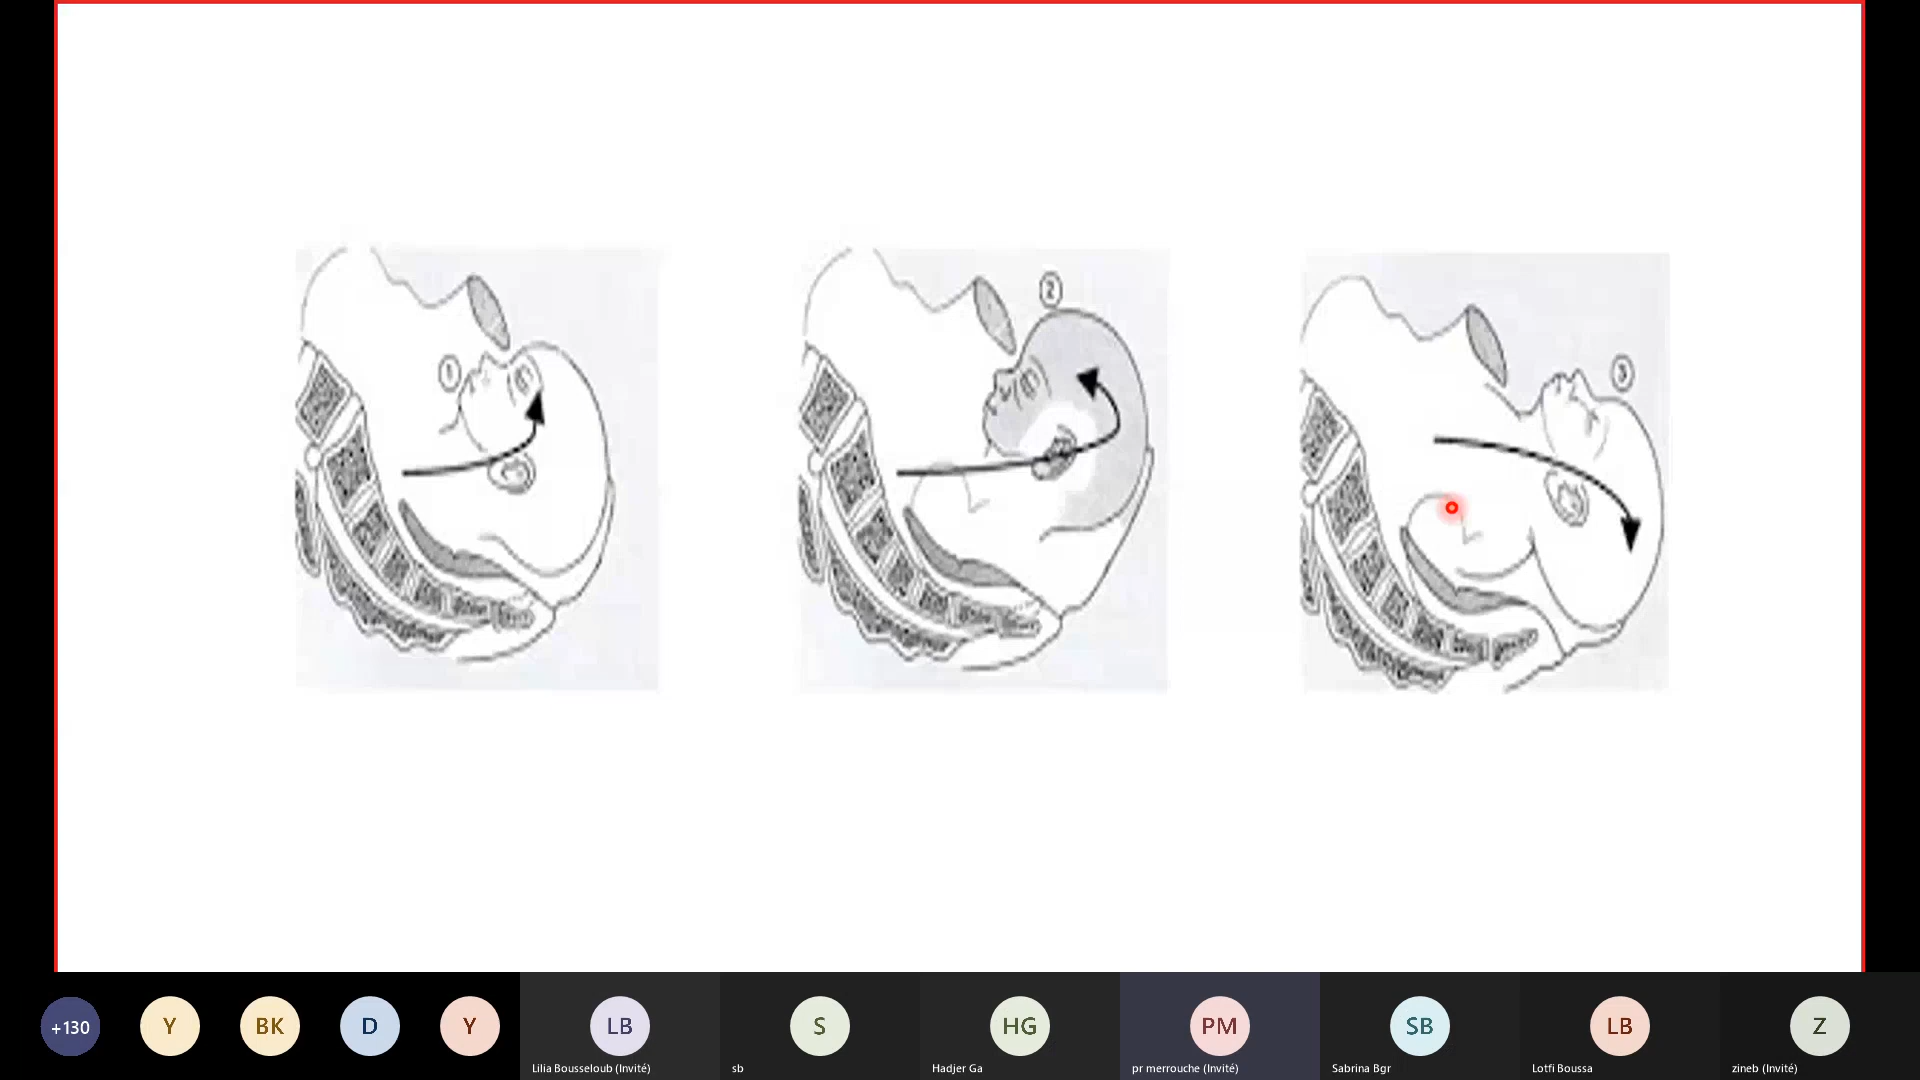 1
2
3
+130
Y
BK
D
Y
LB
S
HG
PM
SB
LB
Z
Lilia Bousseloub (Invité)
sb
Hadjer Ga
pr merrouche (Invité)
Sabrina Bgr
Lotfi Boussa
zineb (Invité)